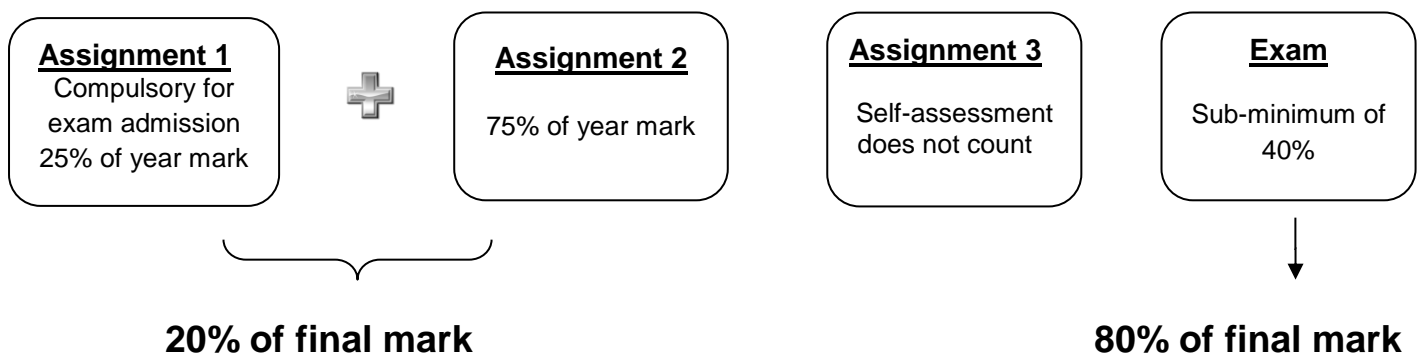 Assignment 1
Compulsory for
exam admission
25% of year mark
Assignment 2
75% of year mark
Assignment 3
Self-assessment
does not count
Exam
Sub-minimum of
40%
20% of final mark
80% of final mark